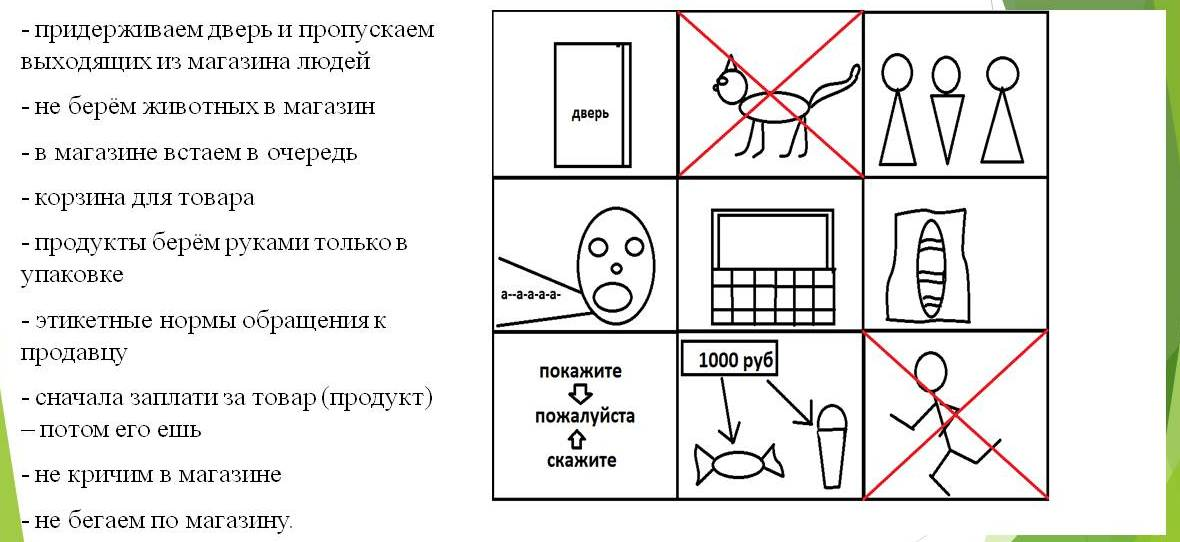 - придерживаем дверь и пропускаем
выходящих из магазина людей
- не берём животных в магазин
- в магазине встаем в очередь
- корзина для товара
- продукты берём руками только в
упаковке
- этикетные нормы обращения к
продавцу
- сначала заплати за товар (продукт)
– потом его ешь
- не кричим в магазине
- не бегаем по магазину.
дверь
а--а-а-а-а-
покажите
пожалуйста
скажите
1000 руб